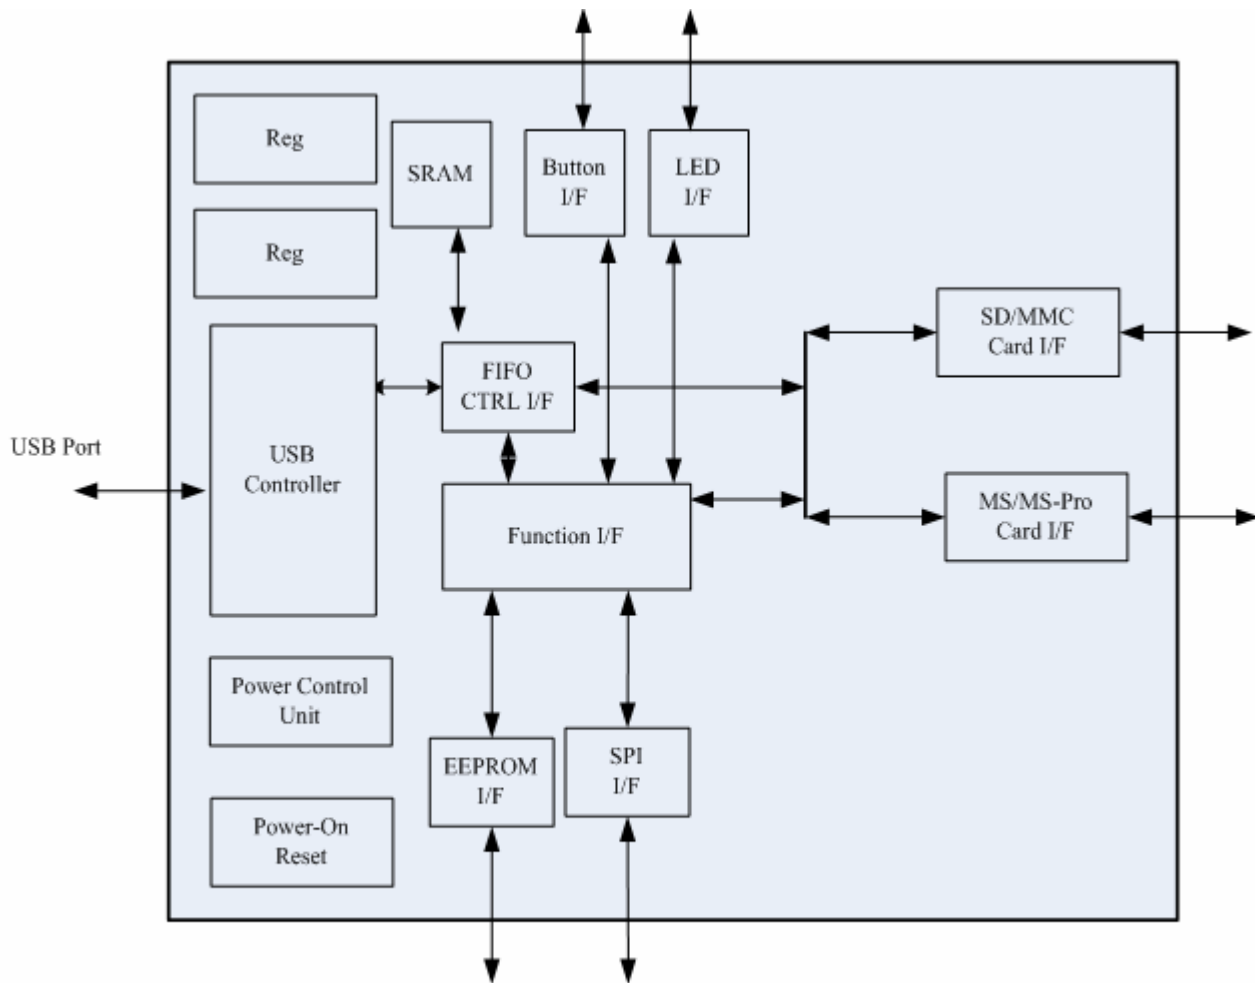 Reg
SRAM
Button
I/F
LED
I/F
Reg
SD/MMC
Card I/F
FIFO
CTRL I/F
USB Port
USB
Controller
MS/MS-Pro
Card I/F
Function I/F
Power Control
Unit
EEPROM
I/F
SPI
I/F
Power-On
Reset